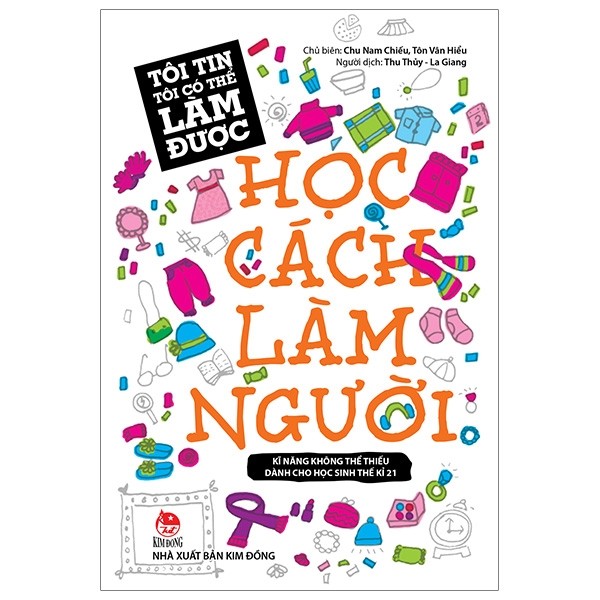 Chủ biên: Chu Nam Chiếu, Tôn Vân Hiểu
Người dịch: Thu Thủy - La Giang
TÔI TIN
TÔI CÓ THỂ
LÀM
ĐƯỢC
HỌC
CÁCH
LÀM
NGƯỜI
KĨ NĂNG KHÔNG THỂ THIẾU
DÀNH CHO HỌC SINH THẾ KỈ 21
KIM ĐỒNG
NHÀ XUẤT BẢN KIM ĐỒNG
2
$